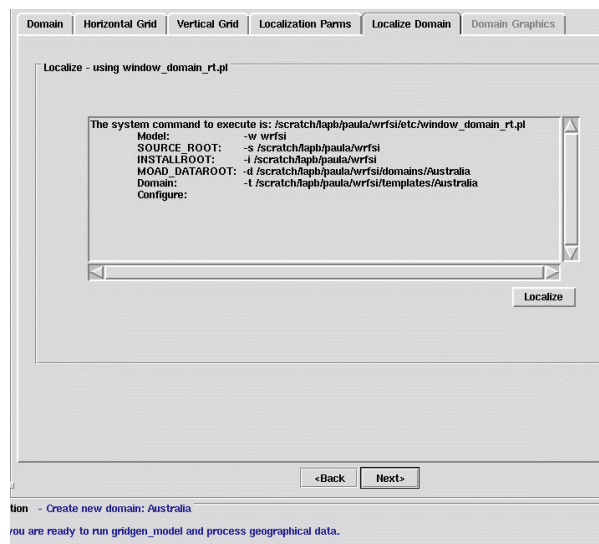 Domain Horizontal Grid Vertical Grid Localization Parms Localize Domain Domain Graphics
Localize - using window_domain_rt.pl
The system command to execute is: /scratch/lapb/paula/wrfsi/etc/window_domain_rt.pl
Model: -w wrfsi
SOURCE_ROOT: -s /scratch/lapb/paula/wrfsi
INSTALLROOT: -i /scratch/lapb/paula/wrfsi
MOAD_DATAROOT: -d /scratch/lapb/paula/wrfsi/domains/Australia
Domain: -t /scratch/lapb/paula/wrfsi/templates/Australia
Configure:
Localize
<Back Next>
tion - Create new domain: Australia
you are ready to run gridgen_model and process geographical data.